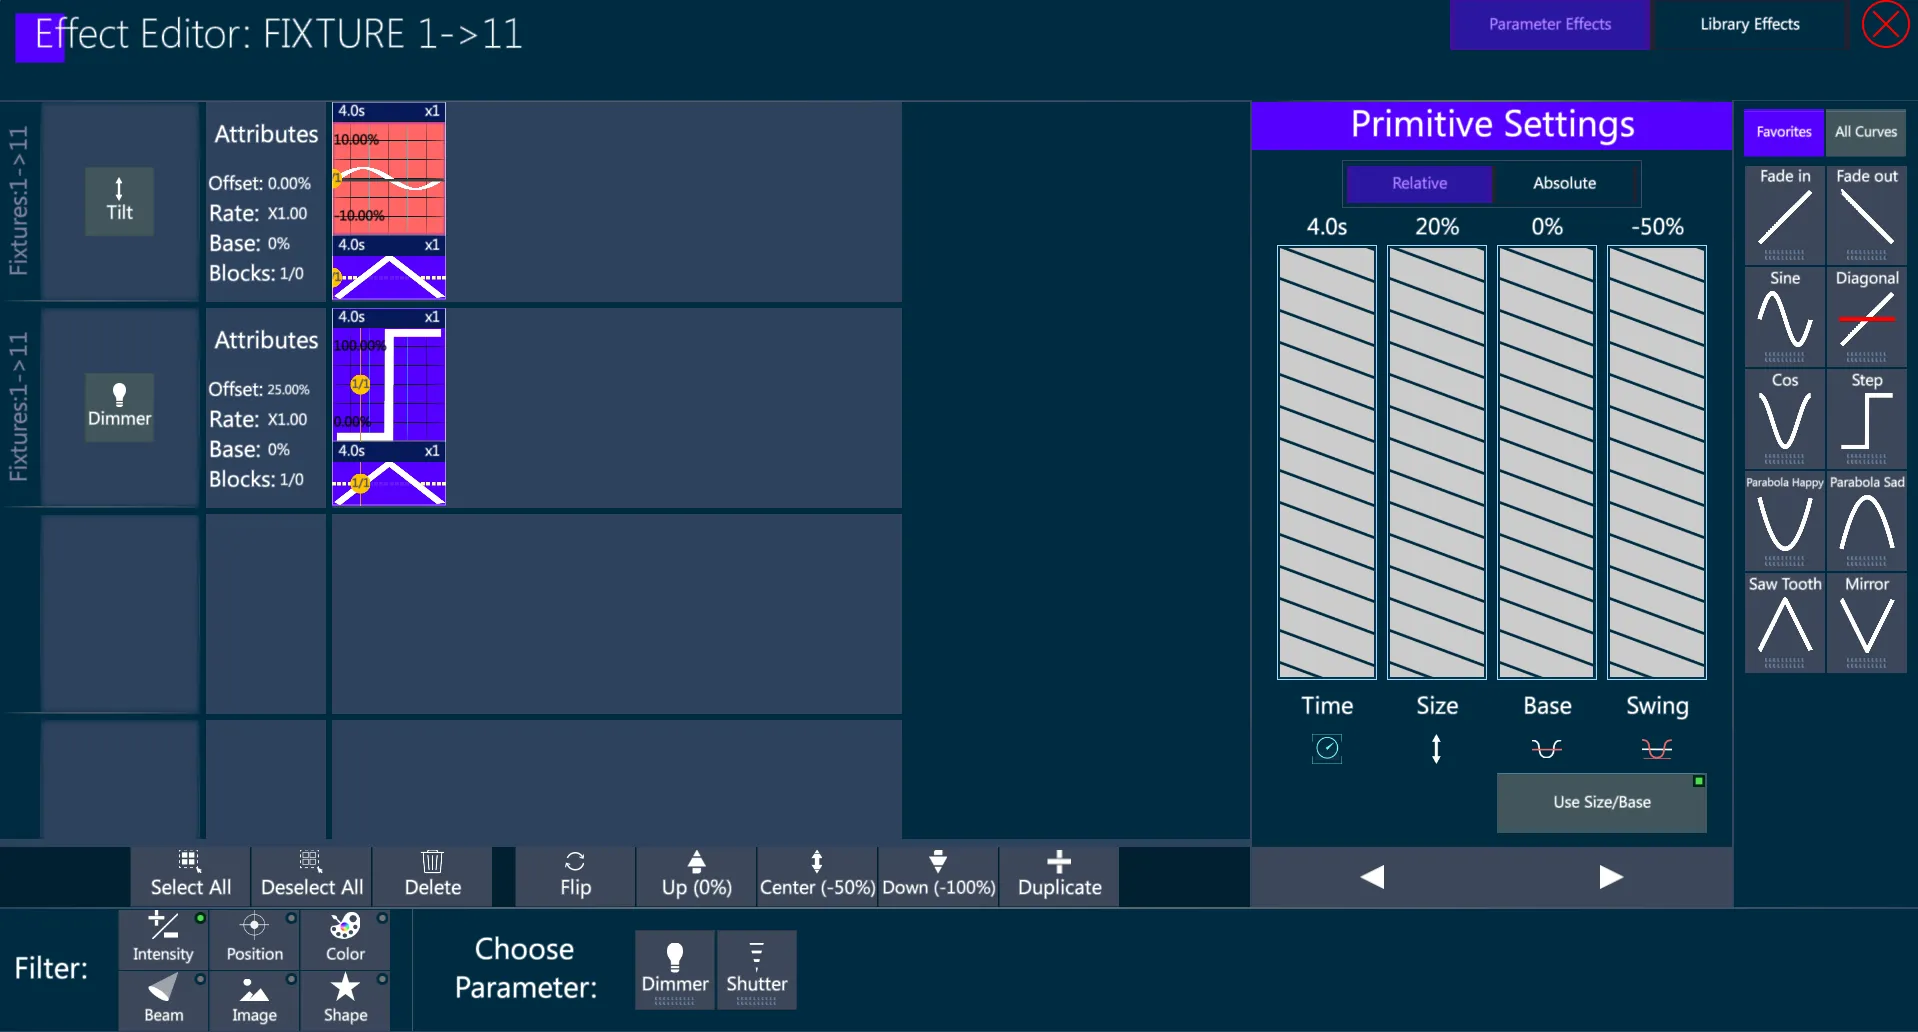 Effect Editor: FIXTURE 1->11
Parameter Effects
Library Effects
Fixtures:1->11
Tilt
Attributes
Offset: 0.00%
Rate: X1.00
Base: 0%
Blocks: 1/0
4.0s x1
10.00%
-10.00%
4.0s x1
Fixtures:1->11
Dimmer
Attributes
Offset: 25.00%
Rate: X1.00
Base: 0%
Blocks: 1/0
4.0s x1
100.00%
1/1
0.00%
4.0s x1
1/1
Primitive Settings
Relative
Absolute
4.0s 20% 0% -50%
Time Size Base Swing
Use Size/Base
Favorites
All Curves
Fade in
Fade out
Sine
Diagonal
Cos
Step
Parabola Happy
Parabola Sad
Saw Tooth
Mirror
Select All
Deselect All
Delete
Flip
Up (0%)
Center (-50%)
Down (-100%)
Duplicate
Filter:
Intensity
Position
Color
Beam
Image
Shape
Choose
Parameter:
Dimmer
Shutter